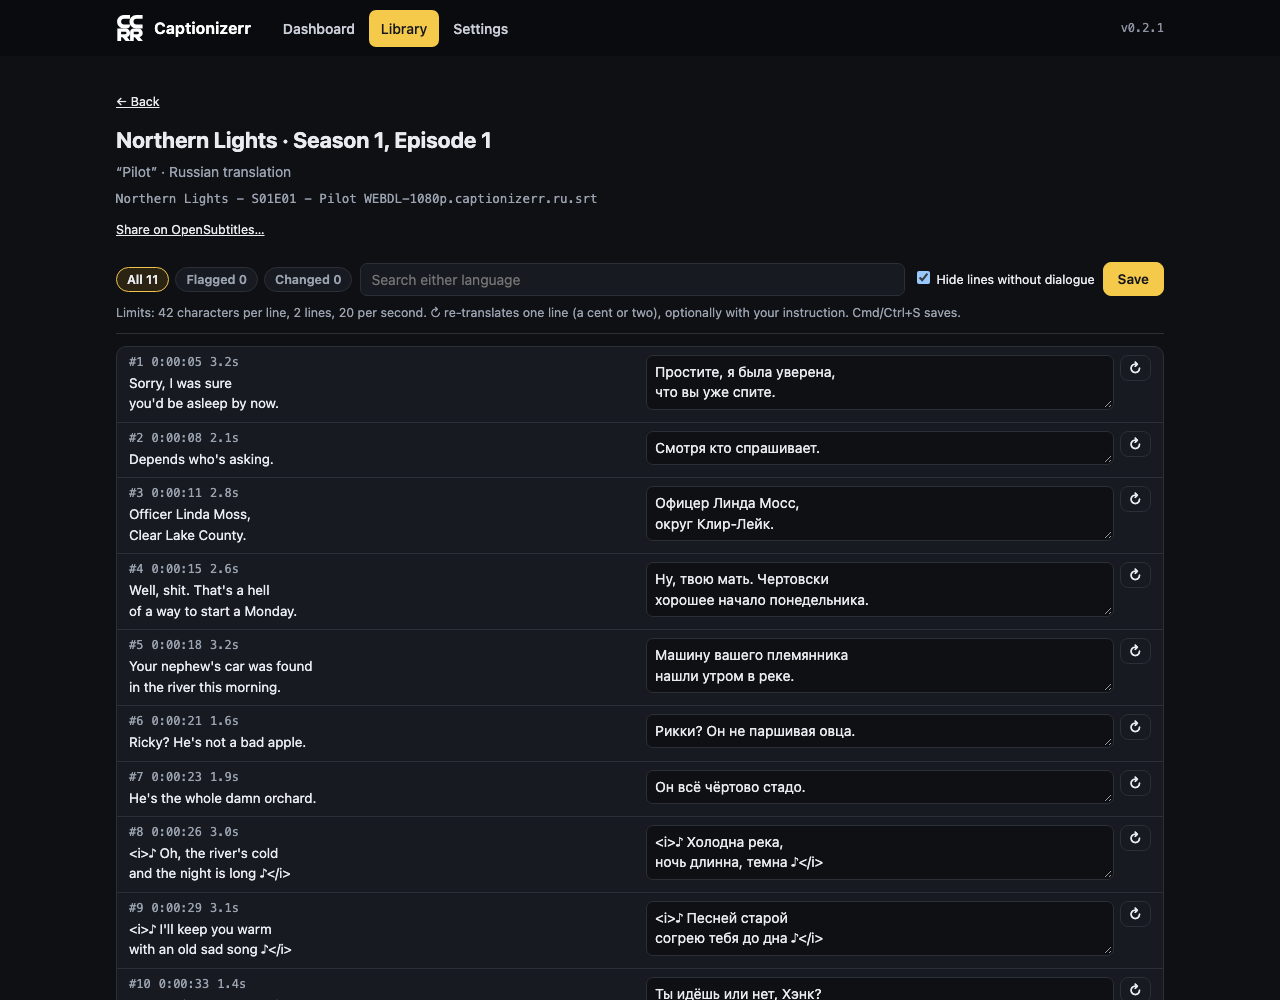 CC
RR
Captionizerr
Dashboard
Library
Settings
v0.2.1
← Back
Northern Lights · Season 1, Episode 1
“Pilot” · Russian translation
Northern Lights - S01E01 - Pilot WEBDL-1080p.captionizerr.ru.srt
Share on OpenSubtitles…
All 11
Flagged 0
Changed 0
Search either language
Hide lines without dialogue
Save
Limits: 42 characters per line, 2 lines, 20 per second. ↻ re-translates one line (a cent or two), optionally with your instruction. Cmd/Ctrl+S saves.
#1 0:00:05 3.2s
Sorry, I was sure
you'd be asleep by now.
Простите, я была уверена,
что вы уже спите.
#2 0:00:08 2.1s
Depends who's asking.
Смотря кто спрашивает.
#3 0:00:11 2.8s
Officer Linda Moss,
Clear Lake County.
Офицер Линда Мосс,
округ Клир-Лейк.
#4 0:00:15 2.6s
Well, shit. That's a hell
of a way to start a Monday.
Ну, твою мать. Чертовски
хорошее начало понедельника.
#5 0:00:18 3.2s
Your nephew's car was found
in the river this morning.
Машину вашего племянника
нашли утром в реке.
#6 0:00:21 1.6s
Ricky? He's not a bad apple.
Рикки? Он не паршивая овца.
#7 0:00:23 1.9s
He's the whole damn orchard.
Он всё чёртово стадо.
#8 0:00:26 3.0s
<i>♪ Oh, the river's cold
and the night is long ♪</i>
<i>♪ Холодна река,
ночь длинна, темна ♪</i>
#9 0:00:29 3.1s
<i>♪ I'll keep you warm
with an old sad song ♪</i>
<i>♪ Песней старой
согрею тебя до дна ♪</i>
#10 0:00:33 1.4s
Ты идёшь или нет, Хэнк?